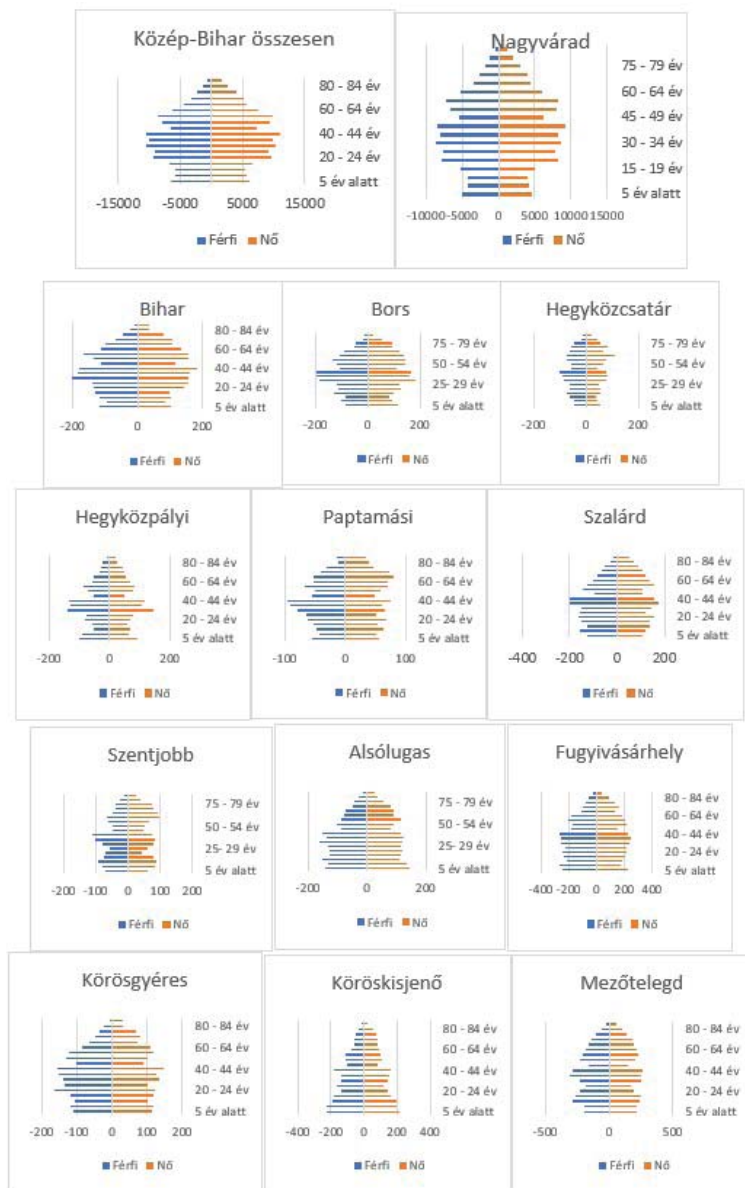 Közép-Bihar összesen
80 - 84 év
60 - 64 év
40 - 44 év
20 - 24 év
5 év alatt
-15000 -5000 5000 15000
Férfi Nő
Nagyvárad
75 - 79 év
60 - 64 év
45 - 49 év
30 - 34 év
15 - 19 év
5 év alatt
-10000 -5000 0 5000 10000 15000
Férfi Nő
Bihar
80 - 84 év
60 - 64 év
40 - 44 év
20 - 24 év
5 év alatt
-200 0 200
Férfi Nő
Bors
75 - 79 év
50 - 54 év
25- 29 év
5 év alatt
-200 0 200
Férfi Nő
Hegyközcsatár
75 - 79 év
50 - 54 év
25- 29 év
5 év alatt
-200 0 200
Férfi Nő
Hegyközpályi
80 - 84 év
60 - 64 év
40 - 44 év
20 - 24 év
5 év alatt
-200 0 200
Férfi Nő
Paptamási
80 - 84 év
60 - 64 év
40 - 44 év
20 - 24 év
5 év alatt
-100 0 100
Férfi Nő
Szalárd
80 - 84 év
60 - 64 év
40 - 44 év
20 - 24 év
5 év alatt
-400 -200 0 200
Férfi Nő
Szentjobb
75 - 79 év
50 - 54 év
25- 29 év
5 év alatt
-200 -100 0 100 200
Férfi Nő
Alsólugas
75 - 79 év
50 - 54 év
25- 29 év
5 év alatt
-200 0 200
Férfi Nő
Fugyivásárhely
80 - 84 év
60 - 64 év
40 - 44 év
20 - 24 év
5 év alatt
-400 -200 0 200 400
Férfi Nő
Körösgyéres
80 - 84 év
60 - 64 év
40 - 44 év
20 - 24 év
5 év alatt
-200 -100 0 100 200
Férfi Nő
Köröskisjenő
80 - 84 év
60 - 64 év
40 - 44 év
20 - 24 év
5 év alatt
-400 -200 0 200 400
Férfi Nő
Mezőtelegd
80 - 84 év
60 - 64 év
40 - 44 év
20 - 24 év
5 év alatt
-500 0 500
Férfi Nő